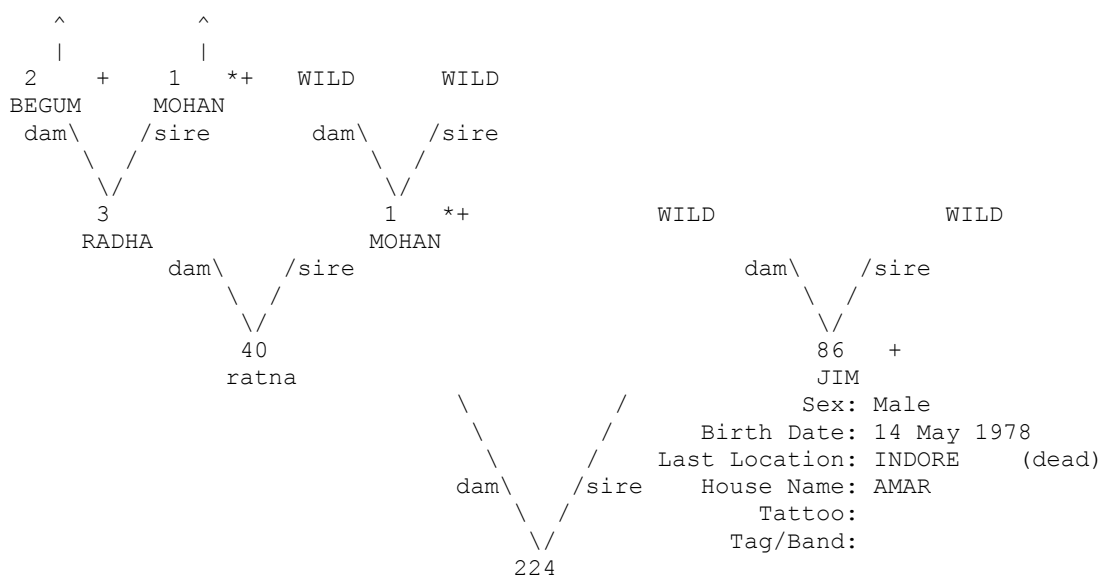 ^ ^
| |
2 + 1 *+ WILD WILD
BEGUM MOHAN
dam\ /sire dam\ /sire
\ / \ /
\/ \/
3 1 *+ WILD WILD
RADHA MOHAN
dam\ /sire dam\ /sire
\ / \ /
\/ \/
40 86 +
ratna JIM
\ / Sex: Male
\ / Birth Date: 14 May 1978
\ / Last Location: INDORE (dead)
dam\ /sire House Name: AMAR
\ / Tattoo:
\/ Tag/Band:
224